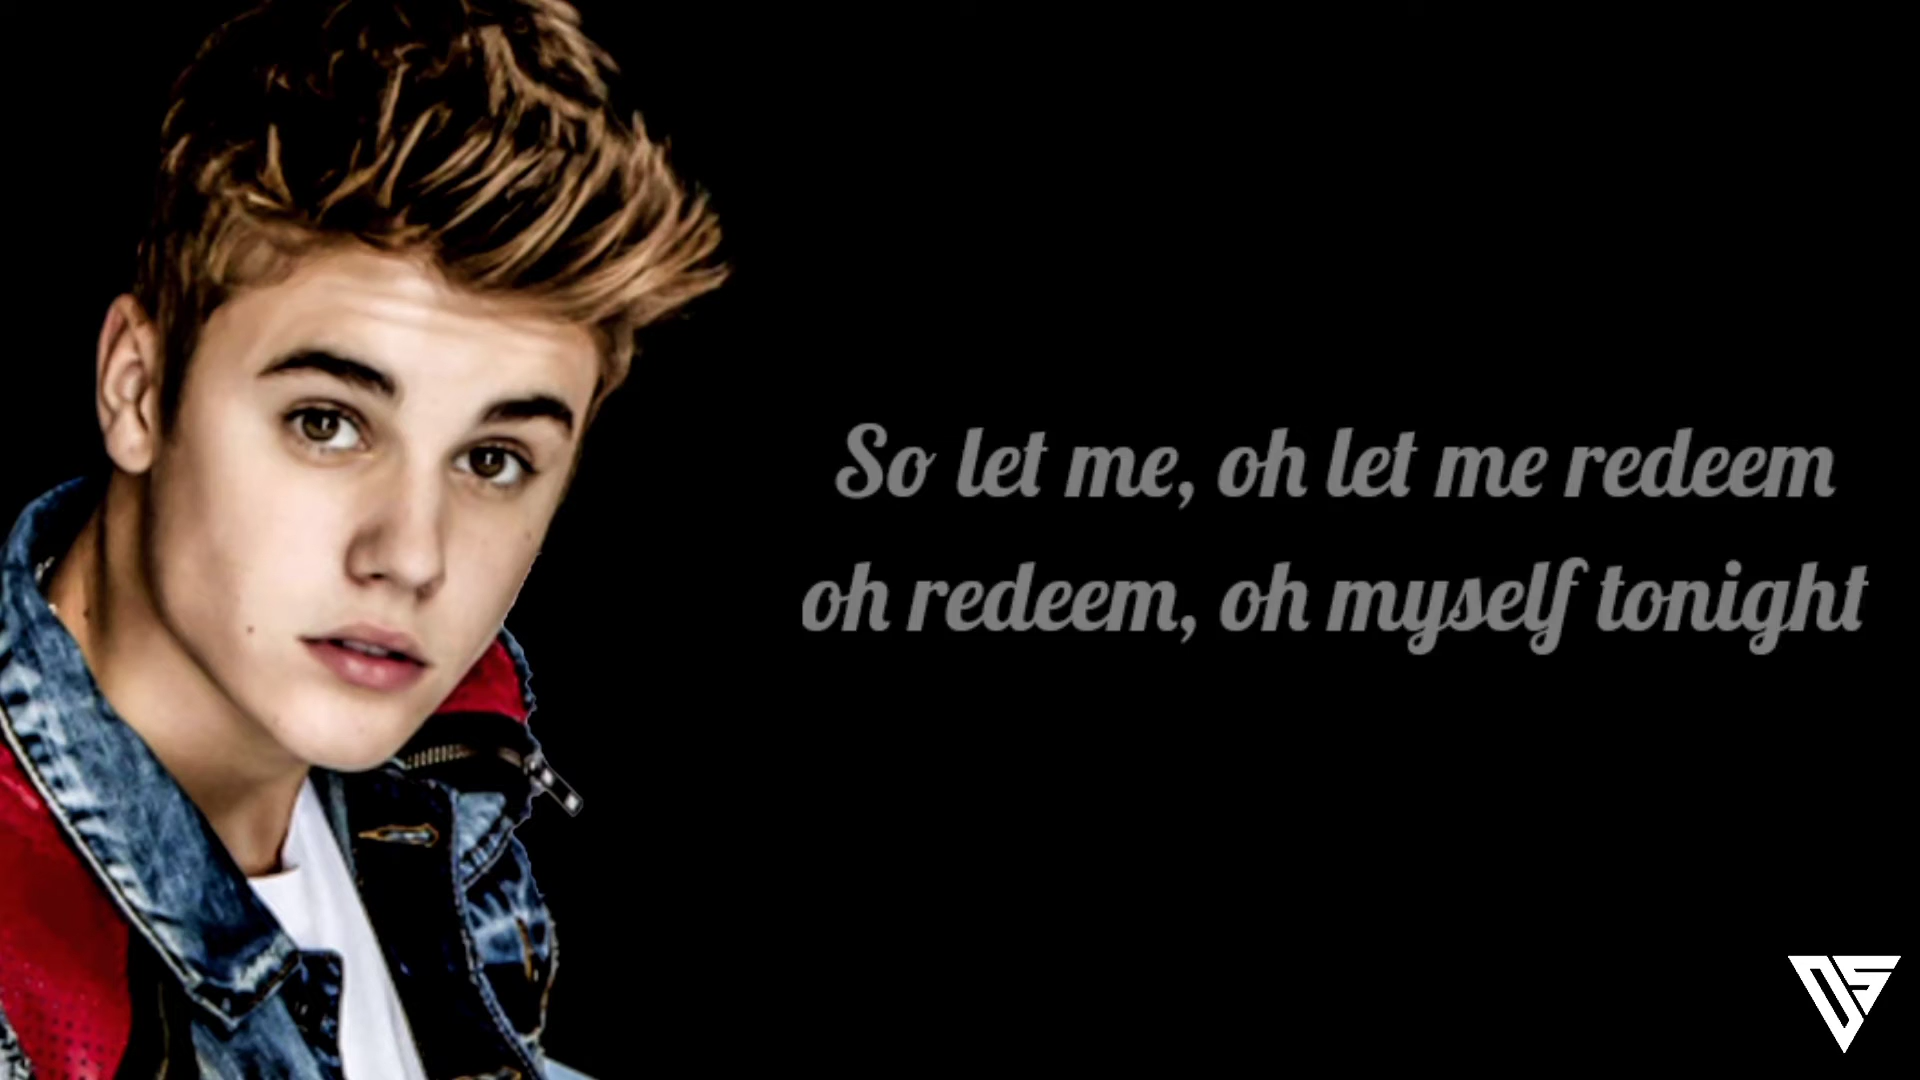 So let me, oh let me redeem
oh redeem, oh myself tonight